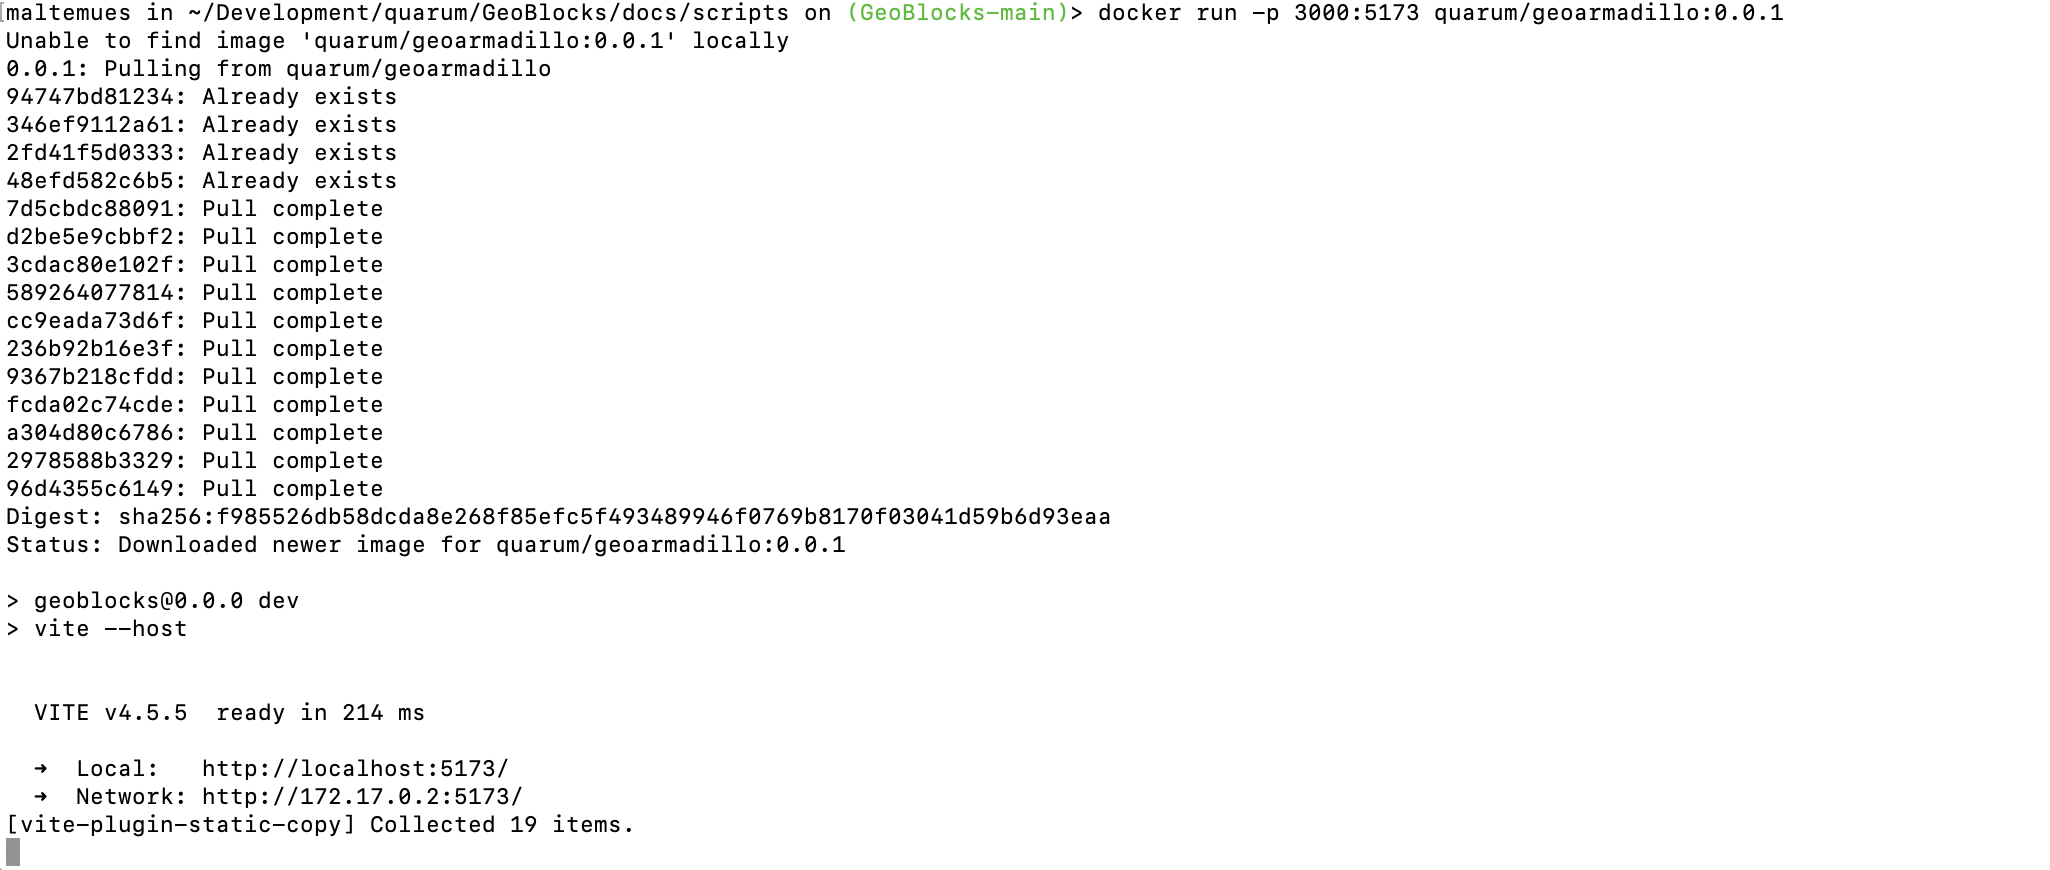 maltemues in ~/Development/quarum/GeoBlocks/docs/scripts on (GeoBlocks-main)> docker run -p 3000:5173 quarum/geoarmadillo:0.0.1
Unable to find image 'quarum/geoarmadillo:0.0.1' locally
0.0.1: Pulling from quarum/geoarmadillo
94747bd81234: Already exists
346ef9112a61: Already exists
2fd41f5d0333: Already exists
48efd582c6b5: Already exists
7d5cbdc88091: Pull complete
d2be5e9cbbf2: Pull complete
3cdac80e102f: Pull complete
589264077814: Pull complete
cc9eada73d6f: Pull complete
236b92b16e3f: Pull complete
9367b218cfdd: Pull complete
fcda02c74cde: Pull complete
a304d80c6786: Pull complete
2978588b3329: Pull complete
96d4355c6149: Pull complete
Digest: sha256:f985526db58dcda8e268f85efc5f493489946f0769b8170f03041d59b6d93eaa
Status: Downloaded newer image for quarum/geoarmadillo:0.0.1
> geoblocks@0.0.0 dev
> vite --host
VITE v4.5.5  ready in 214 ms
➜  Local:   http://localhost:5173/
➜  Network: http://172.17.0.2:5173/
[vite-plugin-static-copy] Collected 19 items.